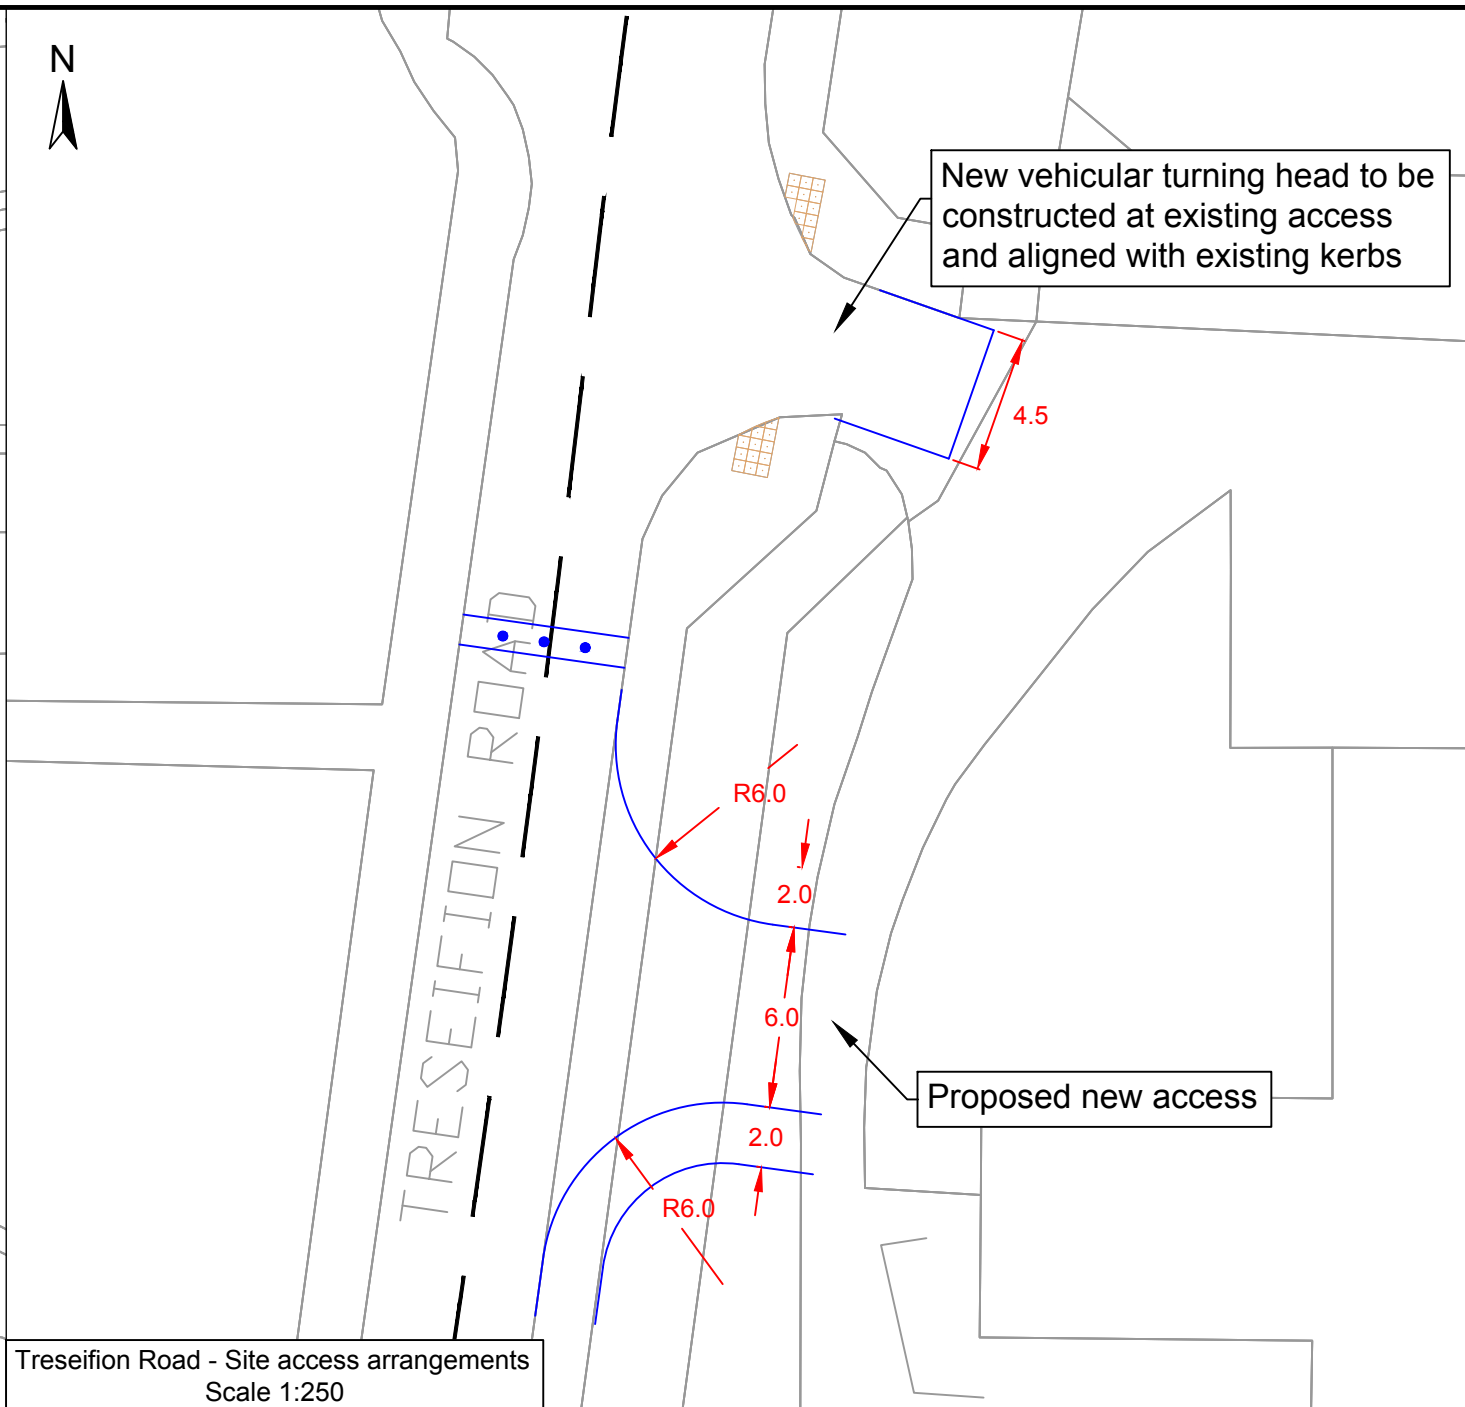 N
New vehicular turning head to be
constructed at existing access
and aligned with existing kerbs
4.5
TRESEIFION ROAD
R6.0
2.0
6.0
Proposed new access
2.0
R6.0
Treseifion Road - Site access arrangements
Scale 1:250